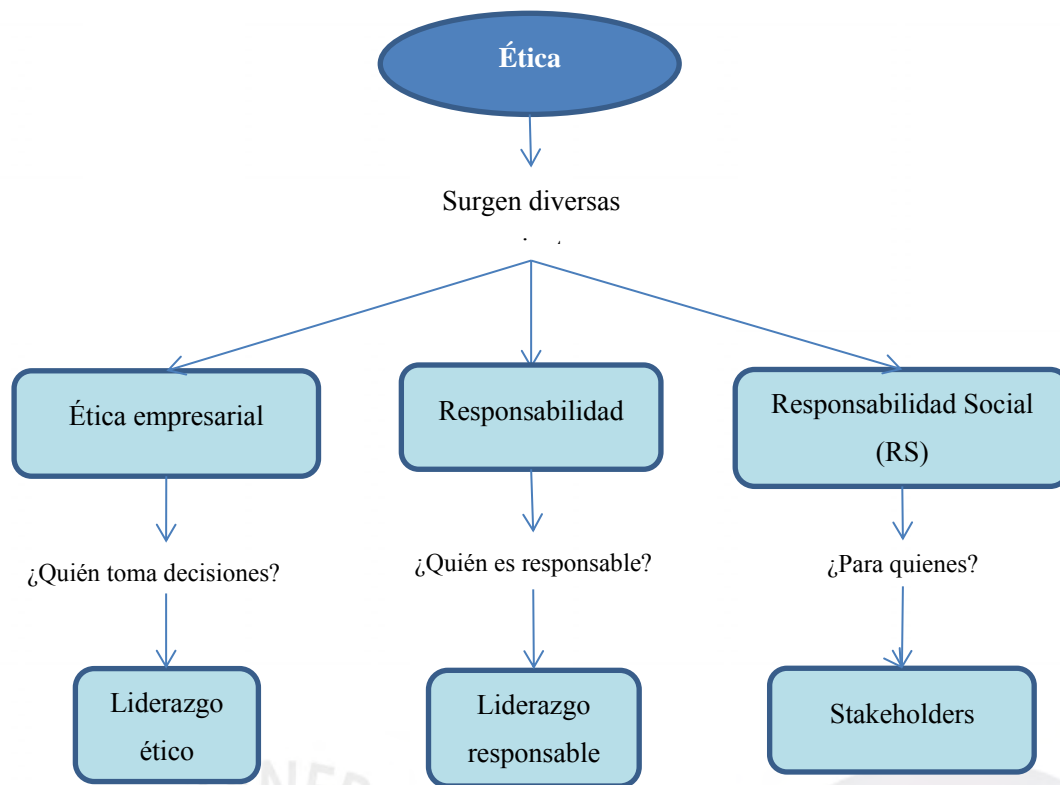 Ética
Surgen diversas
Ética empresarial
Responsabilidad
Responsabilidad Social
(RS)
¿Quién toma decisiones?
¿Quién es responsable?
¿Para quienes?
Liderazgo
ético
Liderazgo
responsable
Stakeholders